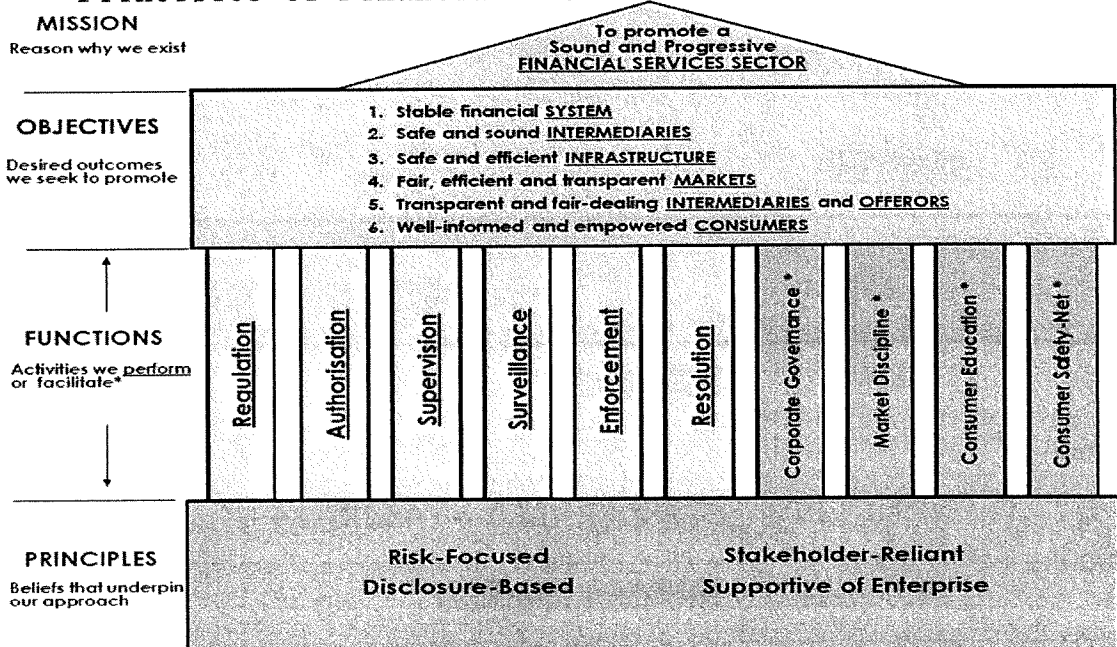 MISSION
Reason why we exist
To promote a
Sound and Progressive
FINANCIAL SERVICES SECTOR
OBJECTIVES
Desired outcomes
we seek to promote
1. Stable financial SYSTEM
2. Safe and sound INTERMEDIARIES
3. Safe and efficient INFRASTRUCTURE
4. Fair, efficient and transparent MARKETS
5. Transparent and fair-dealing INTERMEDIARIES and OFFERORS
6. Well-informed and empowered CONSUMERS
FUNCTIONS
Activities we perform
or facilitate*
Regulation
Authorisation
Supervision
Surveillance
Enforcement
Resolution
Corporate Governance *
Market Discipline *
Consumer Education *
Consumer Safety-Net *
PRINCIPLES
Beliefs that underpin
our approach
Risk-Focused
Disclosure-Based
Stakeholder-Reliant
Supportive of Enterprise